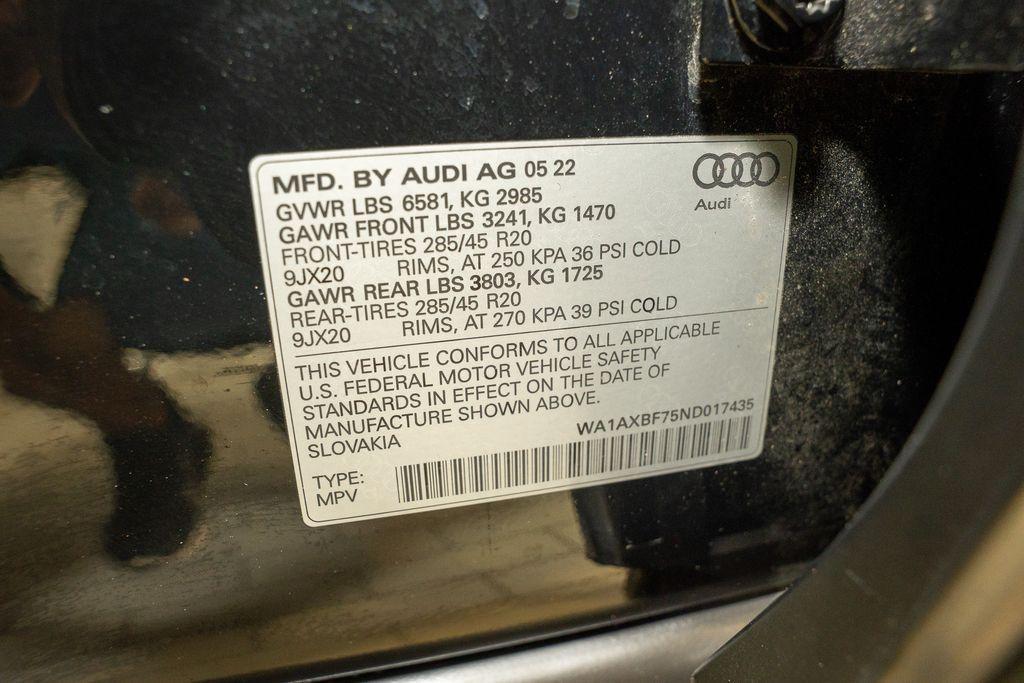 MFD. BY AUDI AG 05 22
Audi
GVWR LBS 6581, KG 2985
GAWR FRONT LBS 3241, KG 1470
FRONT-TIRES 285/45 R20
9JX20 RIMS, AT 250 KPA 36 PSI COLD
GAWR REAR LBS 3803, KG 1725
REAR-TIRES 285/45 R20
9JX20 RIMS, AT 270 KPA 39 PSI COLD
THIS VEHICLE CONFORMS TO ALL APPLICABLE
U.S. FEDERAL MOTOR VEHICLE SAFETY
STANDARDS IN EFFECT ON THE DATE OF
MANUFACTURE SHOWN ABOVE.
SLOVAKIA WA1AXBF75ND017435
TYPE:
MPV